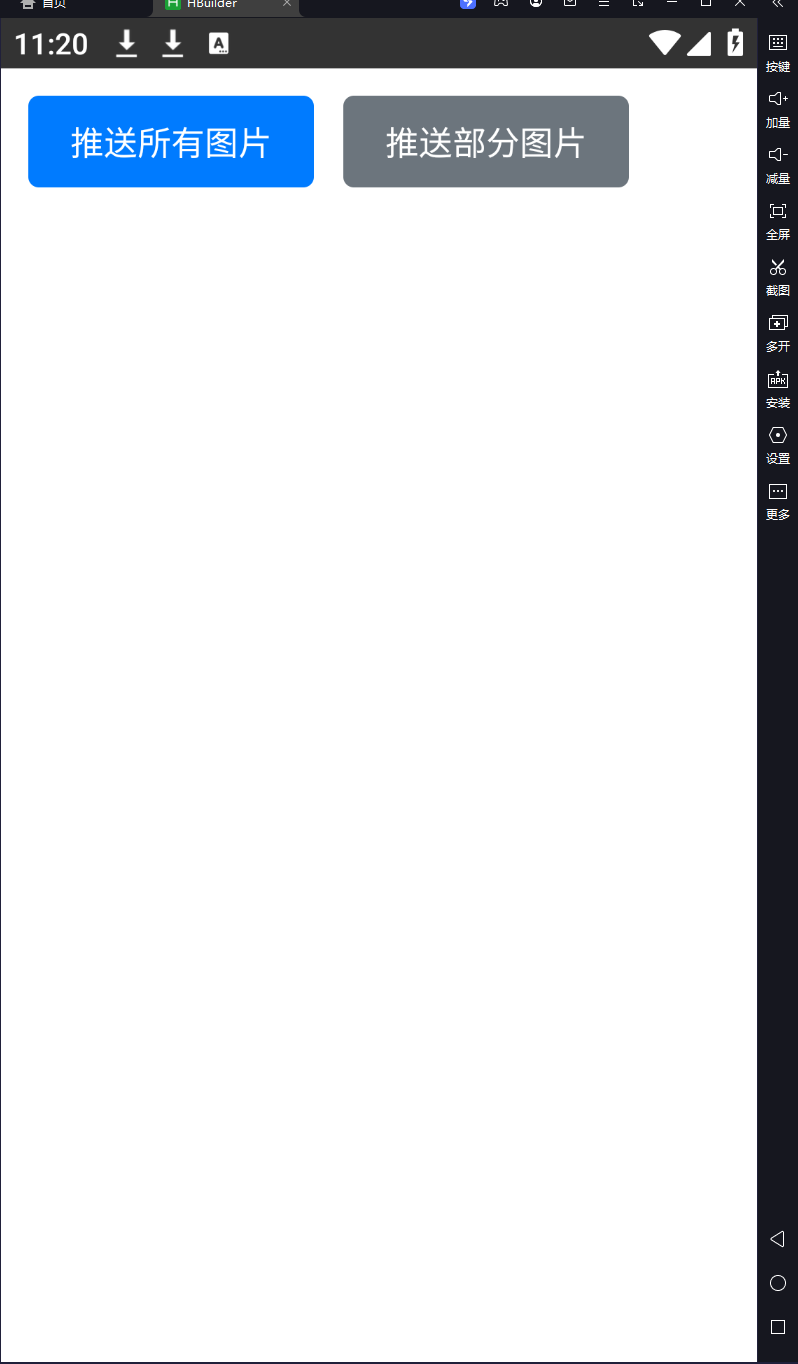 首页
HBuilder
11:20
A
推送所有图片
推送部分图片
按键
加量
减量
全屏
截图
多开
APK
安装
设置
更多